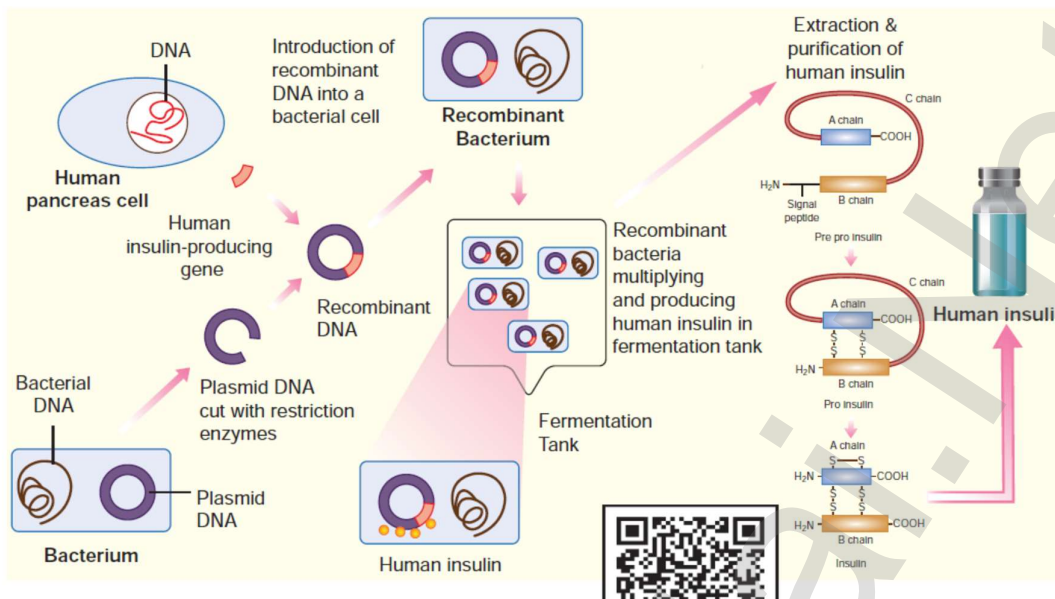 DNA
Human
pancreas cell
Human
insulin-producing
gene
Introduction of
recombinant
DNA into a
bacterial cell
Recombinant
Bacterium
Recombinant
DNA
Bacterial
DNA
Plasmid DNA
cut with restriction
enzymes
Plasmid
DNA
Bacterium
Recombinant
bacteria
multiplying
and producing
human insulin in
fermentation tank
Fermentation
Tank
Human insulin
Extraction &
purification of
human insulin
C chain
A chain
COOH
H₂N
Signal
peptide
B chain
Pre pro insulin
C chain
A chain
COOH
S S
S S
H₂N
B chain
Pro insulin
A chain
S S
H₂N COOH
S S
S S
H₂N COOH
B chain
Insulin
Human insuli